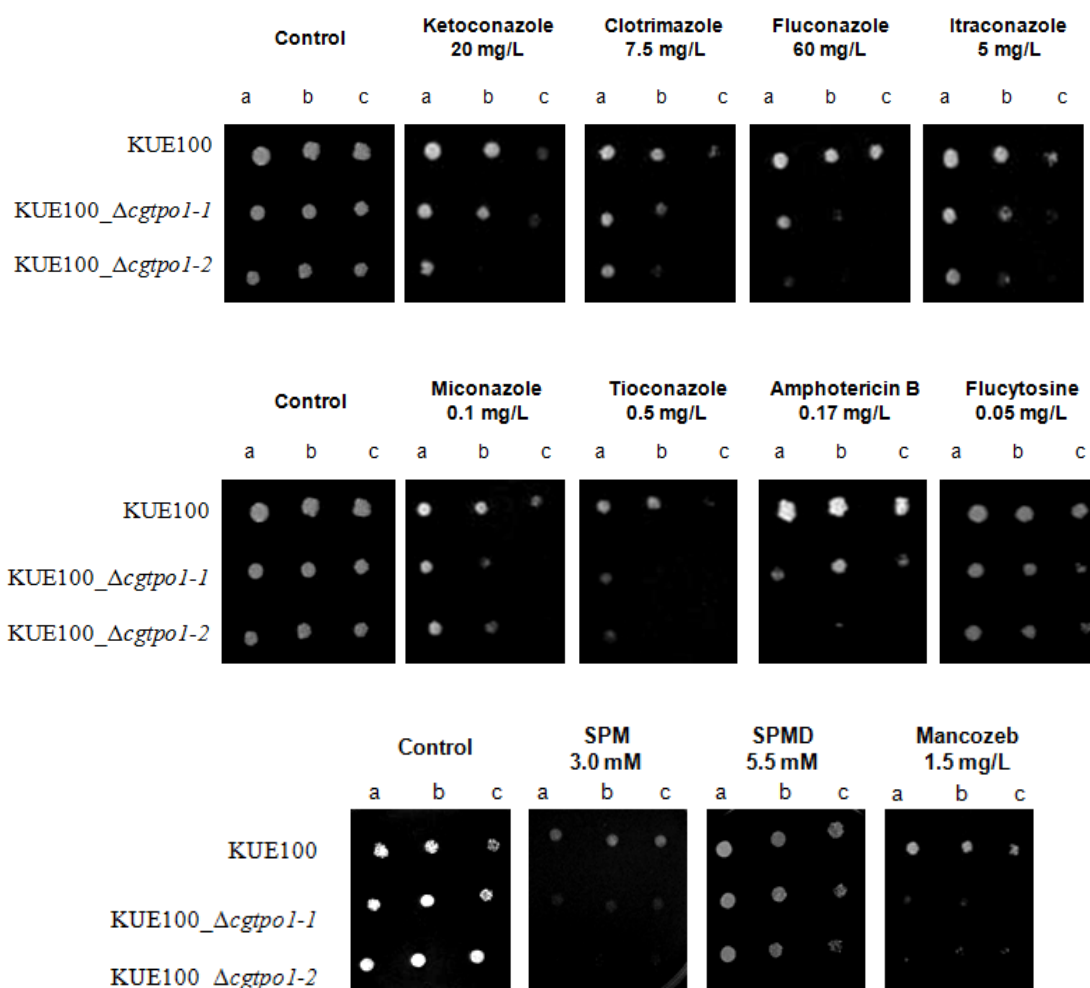 Control
Ketoconazole
20 mg/L
Clotrimazole
7.5 mg/L
Fluconazole
60 mg/L
Itraconazole
5 mg/L
a b c a b c a b c a b c a b c
KUE100
KUE100_Δcgtpo1-1
KUE100_Δcgtpo1-2
Control
Miconazole
0.1 mg/L
Tioconazole
0.5 mg/L
Amphotericin B
0.17 mg/L
Flucytosine
0.05 mg/L
a b c a b c a b c a b c a b c
KUE100
KUE100_Δcgtpo1-1
KUE100_Δcgtpo1-2
Control
SPM
3.0 mM
SPMD
5.5 mM
Mancozeb
1.5 mg/L
a b c a b c a b c a b c
KUE100
KUE100_Δcgtpo1-1
KUE100_Δcgtpo1-2